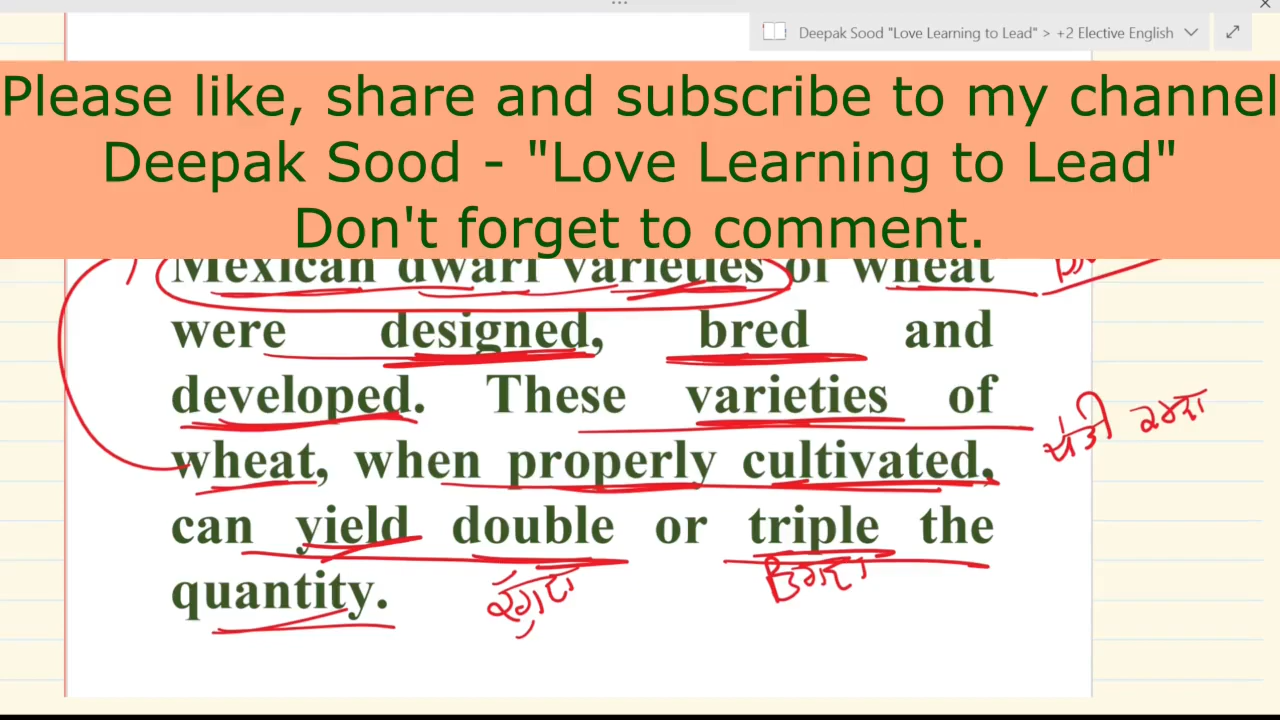 Deepak Sood "Love Learning to Lead" > +2 Elective English
Please like, share and subscribe to my channel
Deepak Sood - "Love Learning to Lead"
Don't forget to comment.
Mexican dwarf varieties of wheat
were designed, bred and
developed. These varieties of
wheat, when properly cultivated,
can yield double or triple the
quantity.